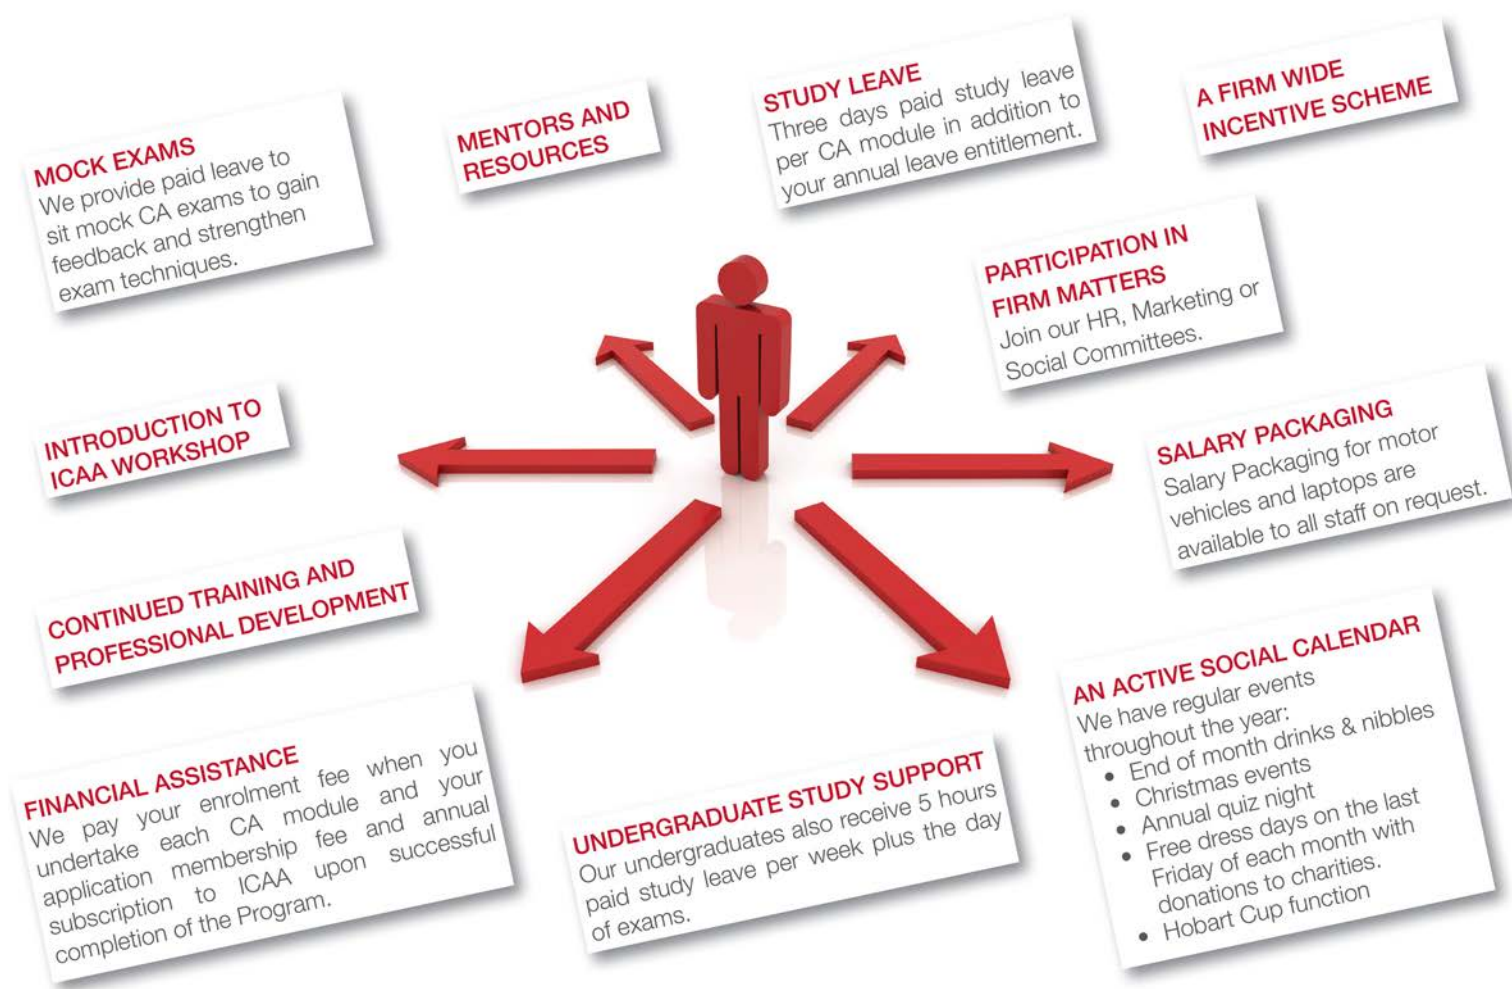 MOCK EXAMS
We provide paid leave to
sit mock CA exams to gain
feedback and strengthen
exam techniques.
MENTORS AND
RESOURCES
STUDY LEAVE
Three days paid study leave
per CA module in addition to
your annual leave entitlement.
A FIRM WIDE
INCENTIVE SCHEME
PARTICIPATION IN
FIRM MATTERS
Join our HR, Marketing or
Social Committees.
INTRODUCTION TO
ICAA WORKSHOP
SALARY PACKAGING
Salary Packaging for motor
vehicles and laptops are
available to all staff on request.
CONTINUED TRAINING AND
PROFESSIONAL DEVELOPMENT
FINANCIAL ASSISTANCE
We pay your enrolment fee when you
undertake each CA module and your
application membership fee and annual
subscription to ICAA upon successful
completion of the Program.
UNDERGRADUATE STUDY SUPPORT
Our undergraduates also receive 5 hours
paid study leave per week plus the day
of exams.
AN ACTIVE SOCIAL CALENDAR
We have regular events
throughout the year:
• End of month drinks & nibbles
• Christmas events
• Annual quiz night
• Free dress days on the last
Friday of each month with
donations to charities.
• Hobart Cup function